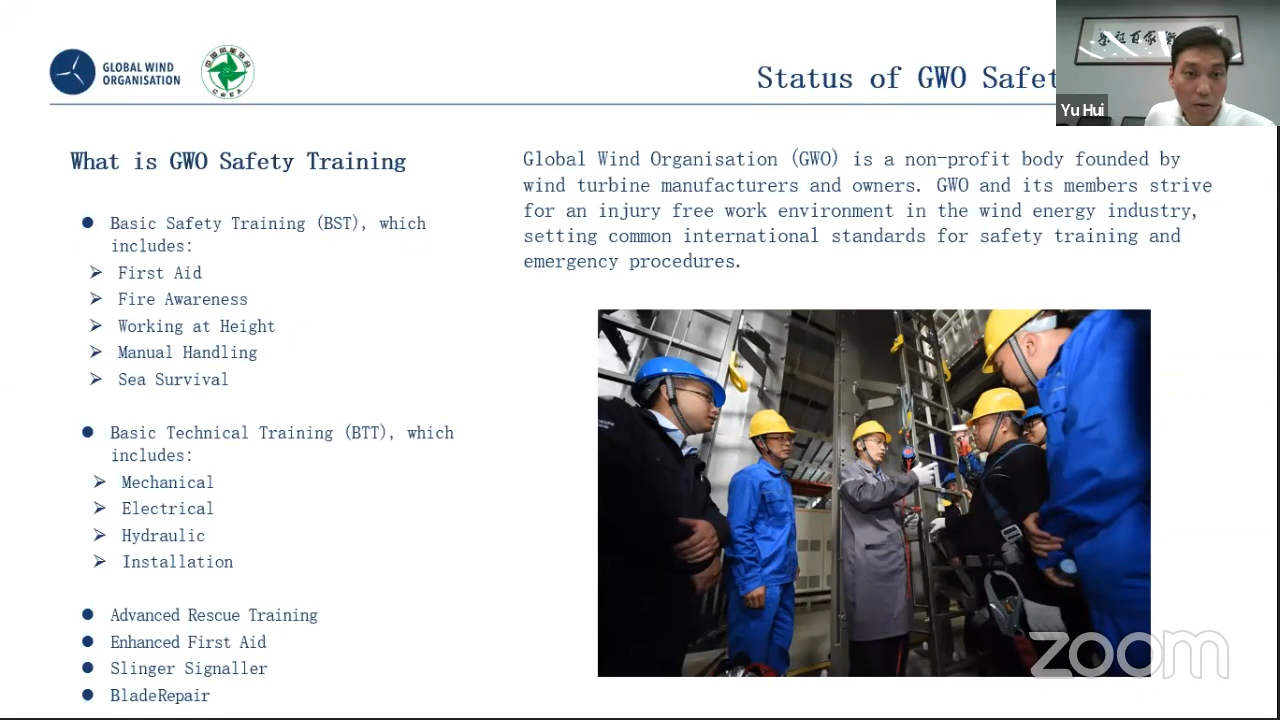 GLOBAL WIND
ORGANISATION
CWEA
Status of GWO Safet
Yu Hui
What is GWO Safety Training
● Basic Safety Training (BST), which
includes:
➢ First Aid
➢ Fire Awareness
➢ Working at Height
➢ Manual Handling
➢ Sea Survival
● Basic Technical Training (BTT), which
includes:
➢ Mechanical
➢ Electrical
➢ Hydraulic
➢ Installation
● Advanced Rescue Training
● Enhanced First Aid
● Slinger Signaller
● BladeRepair
Global Wind Organisation (GWO) is a non-profit body founded by
wind turbine manufacturers and owners. GWO and its members strive
for an injury free work environment in the wind energy industry,
setting common international standards for safety training and
emergency procedures.
zoom